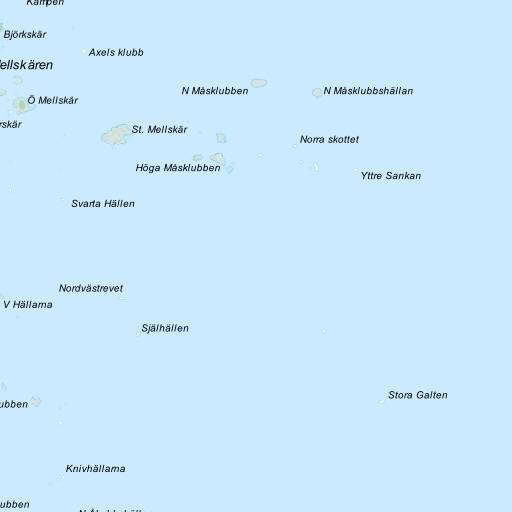 Kampen
Björkskär
Axels klubb
ellskären
N Måsklubben
N Måsklubbshällan
Ö Mellskär
rskär
St. Mellskär
Norra skottet
Höga Måsklubben
Yttre Sankan
Svarta Hällen
Nordvästrevet
V Hällarna
Själhällen
Stora Galten
ubben
Knivhällarna
ubben